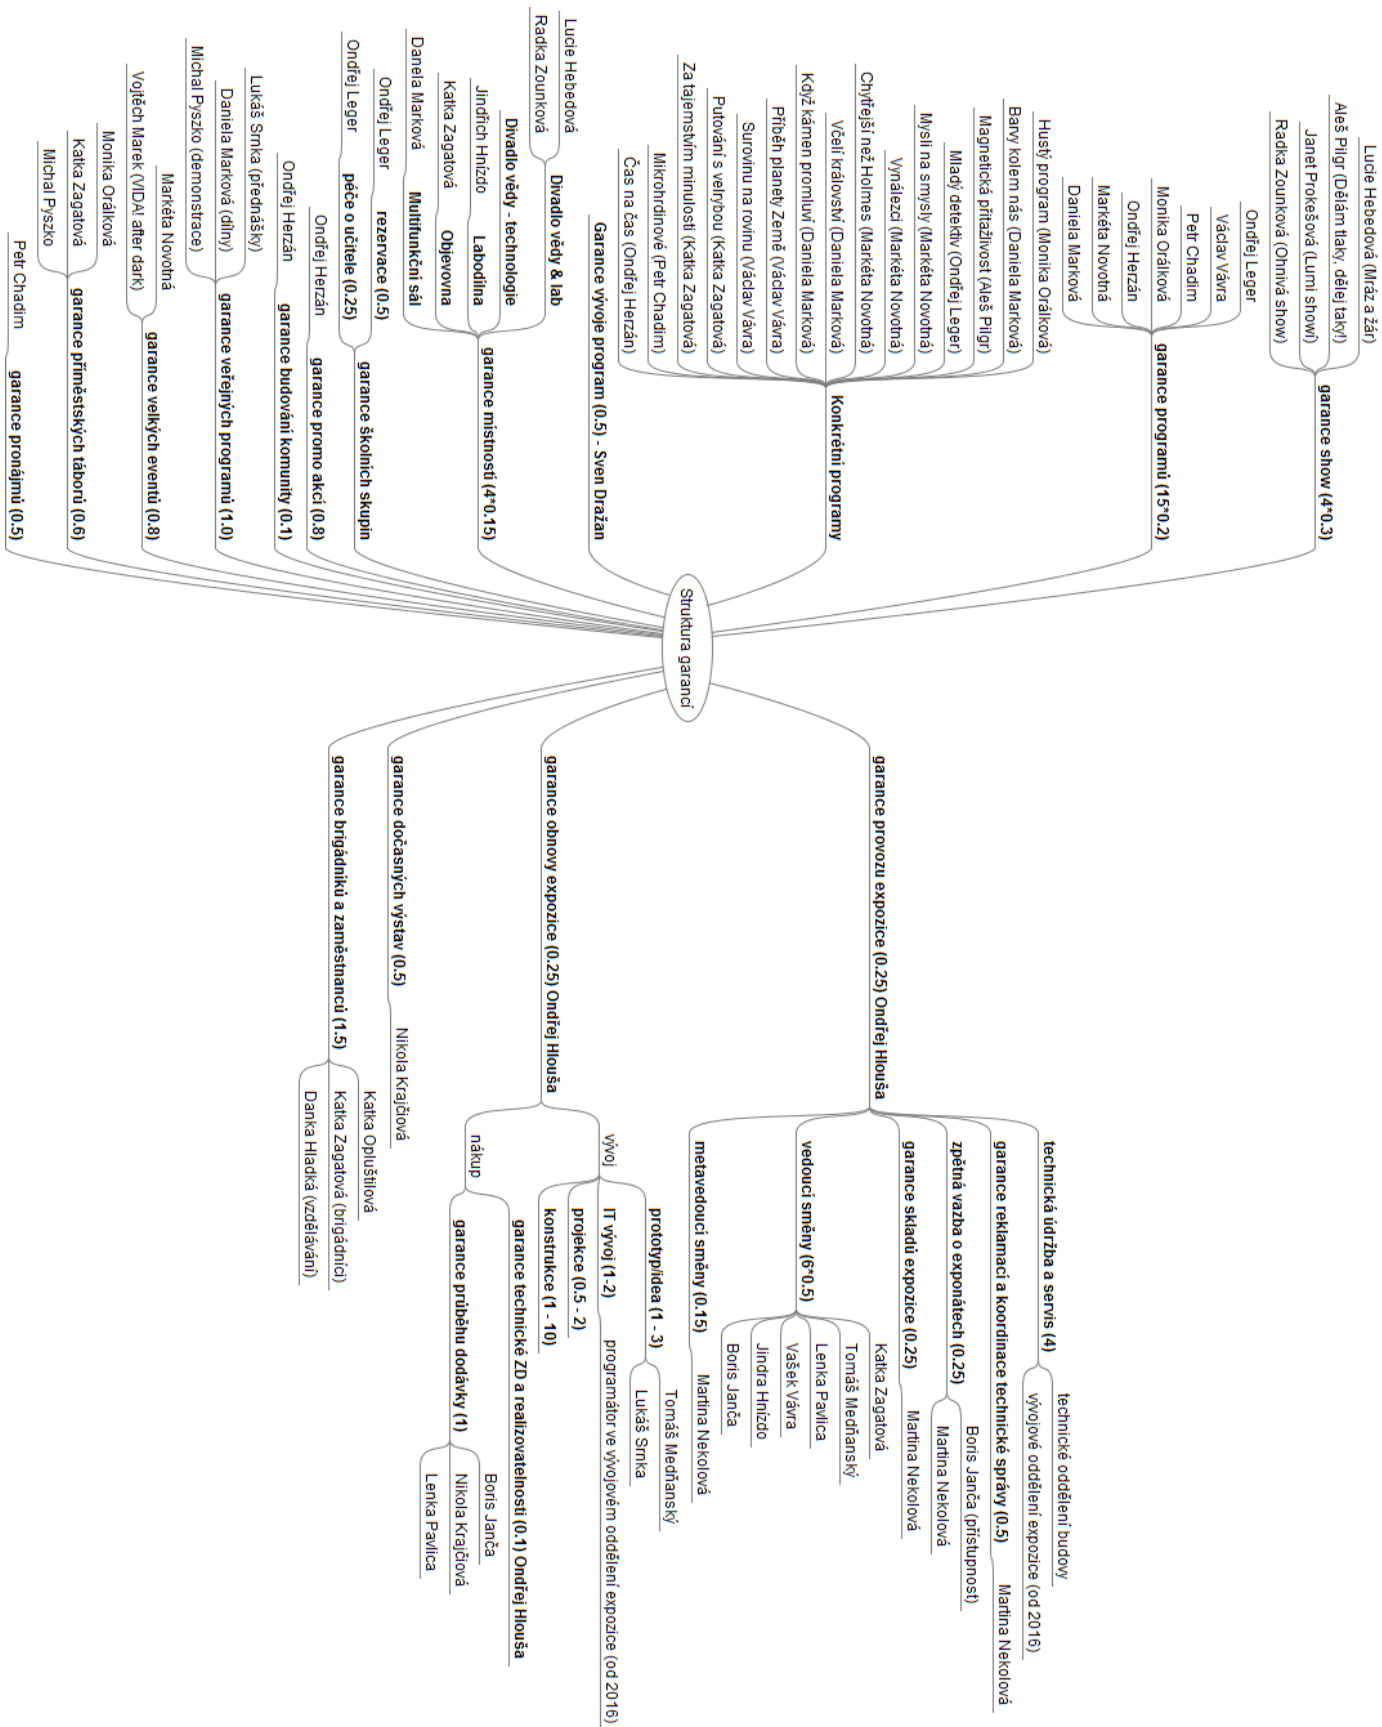 Struktura garancí
garance show (4*0.3)
Lucie Hebedová (Mráz a žár)
Aleš Pilgr (Dělám tlaky, dělej taky!)
Janet Prokešová (Lumi show!)
Radka Zounková (Ohnivá show)
garance programů (15*0.2)
Ondřej Leger
Václav Vávra
Petr Chadim
Monika Orálková
Ondřej Herzán
Markéta Novotná
Daniela Marková
Konkrétní programy
Hustý program (Monika Orálková)
Barvy kolem nás (Daniela Marková)
Magnetická přitažlivost (Aleš Pilgr)
Mladý detektiv (Ondřej Leger)
Mysli na smysly (Markéta Novotná)
Vynálezci (Markéta Novotná)
Chytřejší než Holmes (Markéta Novotná)
Včelí království (Daniela Marková)
Když kámen promluví (Daniela Marková)
Příběh planety Země (Václav Vávra)
Surovinu na rovinu (Václav Vávra)
Putování s velrybou (Katka Zagatová)
Za tajemstvím minulosti (Katka Zagatová)
Mikrohrdinové (Petr Chadim)
Čas na čas (Ondřej Herzán)
Garance vývoje program (0.5) - Sven Dražan
garance místností (4*0.15)
Divadlo vědy & lab
Lucie Hebedová
Radka Zounková
Divadlo vědy - technologie
Labodílna
Jindřich Hnízdo
Objevovna
Katka Zagatová
Multifunkční sál
Danela Marková
garance školních skupin
rezervace (0.5)
Ondřej Leger
péče o učitele (0.25)
Ondřej Leger
garance promo akcí (0.8)
Ondřej Herzán
garance budování komunity (0.1)
Ondřej Herzán
garance veřejných programů (1.0)
Lukáš Srnka (přednášky)
Daniela Marková (dílny)
Michal Pyszko (demonstrace)
garance velkých eventů (0.8)
Markéta Novotná
Vojtěch Marek (VIDA! after dark)
garance příměstských táborů (0.6)
Monika Orálková
Katka Zagatová
Michal Pyszko
garance pronájmů (0.5)
Petr Chadim
garance provozu expozice (0.25) Ondřej Hlouša
technická údržba a servis (4)
technické oddělení budovy
vývojové oddělení expozice (od 2016)
garance reklamací a koordinace technické správy (0.5)
Martina Nekolová
zpětná vazba o exponátech (0.25)
Boris Janča (přístupnost)
Martina Nekolová
garance skladů expozice (0.25)
Martina Nekolová
vedoucí směny (6*0.5)
Katka Zagatová
Tomáš Medňanský
Lenka Pavlica
Vašek Vávra
Jindra Hnízdo
Boris Janča
metavedoucí směny (0.15)
Martina Nekolová
garance obnovy expozice (0.25) Ondřej Hlouša
vývoj
prototyp/idea (1 - 3)
Tomáš Medňanský
Lukáš Srnka
IT vývoj (1-2)
programátor ve vývojovém oddělení expozice (od 2016)
projekce (0.5 - 2)
konstrukce (1 - 10)
nákup
garance technické ZD a realizovatelnosti (0.1) Ondřej Hlouša
garance průběhu dodávky (1)
Boris Janča
Nikola Krajčiová
Lenka Pavlica
garance dočasných výstav (0.5)
Nikola Krajčiová
garance brigádníků a zaměstnanců (1.5)
Katka Opluštilová
Katka Zagatová (brigádníci)
Danka Hladká (vzdělávání)